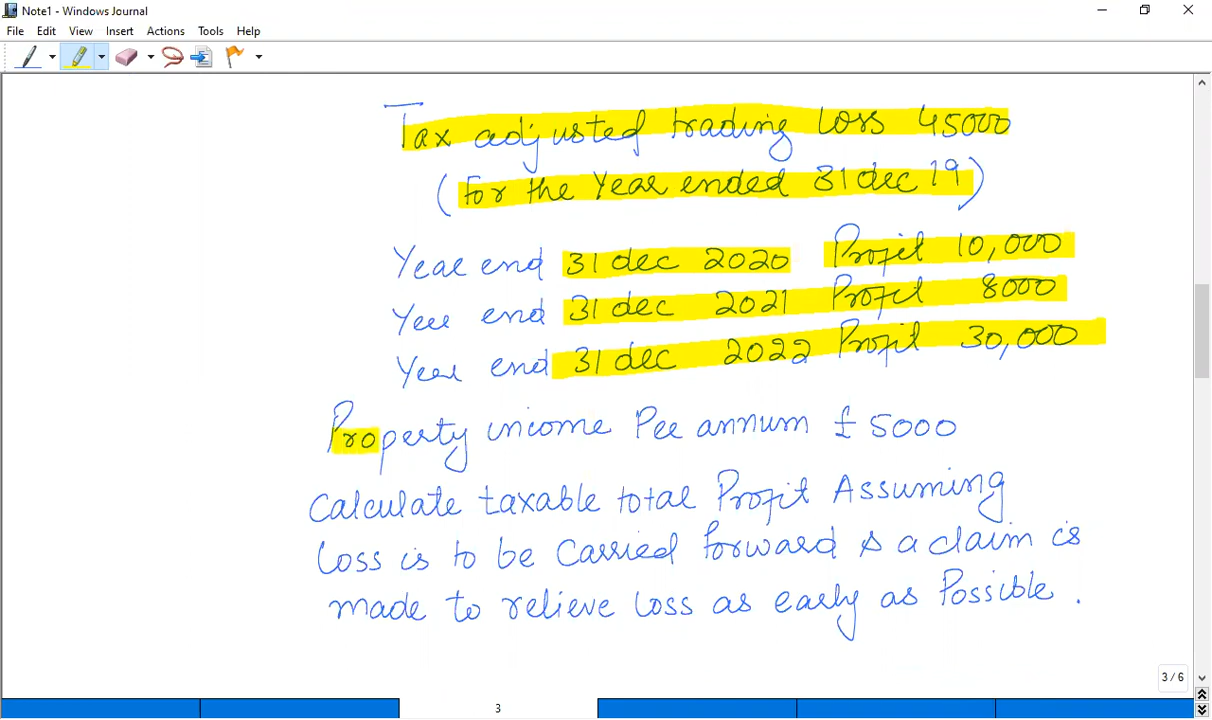 Note1 - Windows Journal
File Edit View Insert Actions Tools Help
Tax adjusted trading loss 45000
(for the Year ended 31 dec 19)
Year end 31 dec 2020 Profit 10,000
Year end 31 dec 2021 Profit 8000
Year end 31 dec 2022 Profit 30,000
Property income Per annum £ 5000
Calculate taxable total Profit Assuming
loss is to be Carried forward & a claim is
made to relieve loss as early as Possible.
3 / 6
3